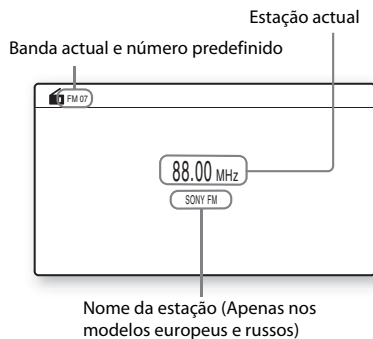 Estação actual
Banda actual e número predefinido
FM 07
88.00 MHz
SONY FM
Nome da estação (Apenas nos
modelos europeus e russos)